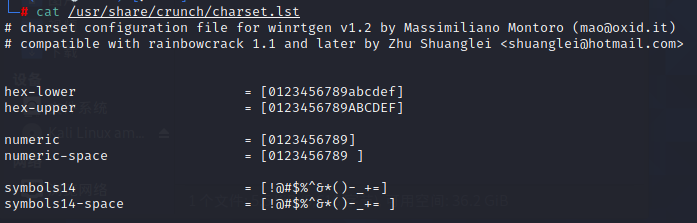 └─# cat /usr/share/crunch/charset.lst
# charset configuration file for winrtgen v1.2 by Massimiliano Montoro (mao@oxid.it)
# compatible with rainbowcrack 1.1 and later by Zhu Shuanglei <shuanglei@hotmail.com>
hex-lower = [0123456789abcdef]
hex-upper = [0123456789ABCDEF]
numeric = [0123456789]
numeric-space = [0123456789 ]
symbols14 = [!@#$%^&*()-_+=]
symbols14-space = [!@#$%^&*()-_+= ]